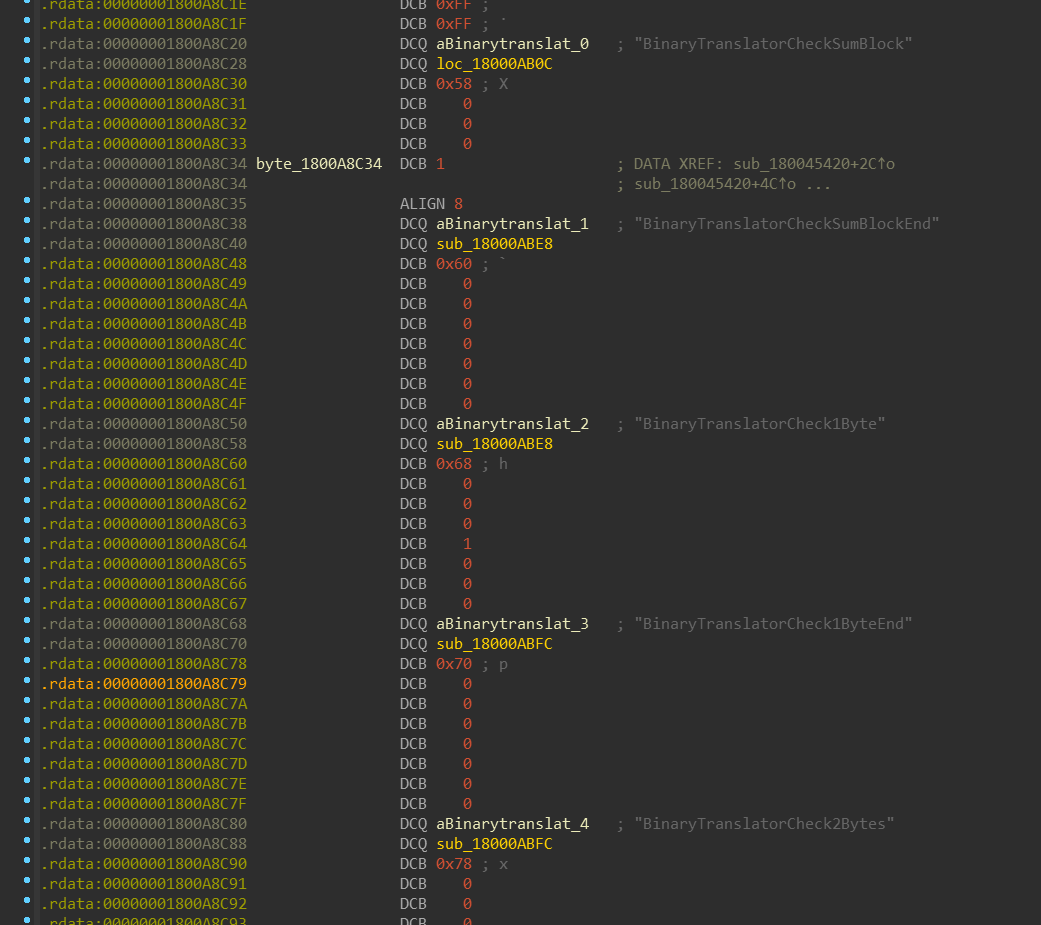 .rdata:00000001800A8C1E DCB 0xFF ;
.rdata:00000001800A8C1F DCB 0xFF ; `
.rdata:00000001800A8C20 DCQ aBinarytranslat_0 ; "BinaryTranslatorCheckSumBlock"
.rdata:00000001800A8C28 DCQ loc_18000AB0C
.rdata:00000001800A8C30 DCB 0x58 ; X
.rdata:00000001800A8C31 DCB 0
.rdata:00000001800A8C32 DCB 0
.rdata:00000001800A8C33 DCB 0
.rdata:00000001800A8C34 byte_1800A8C34 DCB 1 ; DATA XREF: sub_180045420+2C↑o
.rdata:00000001800A8C34 ; sub_180045420+4C↑o ...
.rdata:00000001800A8C35 ALIGN 8
.rdata:00000001800A8C38 DCQ aBinarytranslat_1 ; "BinaryTranslatorCheckSumBlockEnd"
.rdata:00000001800A8C40 DCQ sub_18000ABE8
.rdata:00000001800A8C48 DCB 0x60 ; `
.rdata:00000001800A8C49 DCB 0
.rdata:00000001800A8C4A DCB 0
.rdata:00000001800A8C4B DCB 0
.rdata:00000001800A8C4C DCB 0
.rdata:00000001800A8C4D DCB 0
.rdata:00000001800A8C4E DCB 0
.rdata:00000001800A8C4F DCB 0
.rdata:00000001800A8C50 DCQ aBinarytranslat_2 ; "BinaryTranslatorCheck1Byte"
.rdata:00000001800A8C58 DCQ sub_18000ABE8
.rdata:00000001800A8C60 DCB 0x68 ; h
.rdata:00000001800A8C61 DCB 0
.rdata:00000001800A8C62 DCB 0
.rdata:00000001800A8C63 DCB 0
.rdata:00000001800A8C64 DCB 1
.rdata:00000001800A8C65 DCB 0
.rdata:00000001800A8C66 DCB 0
.rdata:00000001800A8C67 DCB 0
.rdata:00000001800A8C68 DCQ aBinarytranslat_3 ; "BinaryTranslatorCheck1ByteEnd"
.rdata:00000001800A8C70 DCQ sub_18000ABFC
.rdata:00000001800A8C78 DCB 0x70 ; p
.rdata:00000001800A8C79 DCB 0
.rdata:00000001800A8C7A DCB 0
.rdata:00000001800A8C7B DCB 0
.rdata:00000001800A8C7C DCB 0
.rdata:00000001800A8C7D DCB 0
.rdata:00000001800A8C7E DCB 0
.rdata:00000001800A8C7F DCB 0
.rdata:00000001800A8C80 DCQ aBinarytranslat_4 ; "BinaryTranslatorCheck2Bytes"
.rdata:00000001800A8C88 DCQ sub_18000ABFC
.rdata:00000001800A8C90 DCB 0x78 ; x
.rdata:00000001800A8C91 DCB 0
.rdata:00000001800A8C92 DCB 0
.rdata:00000001800A8C93 DCB 0